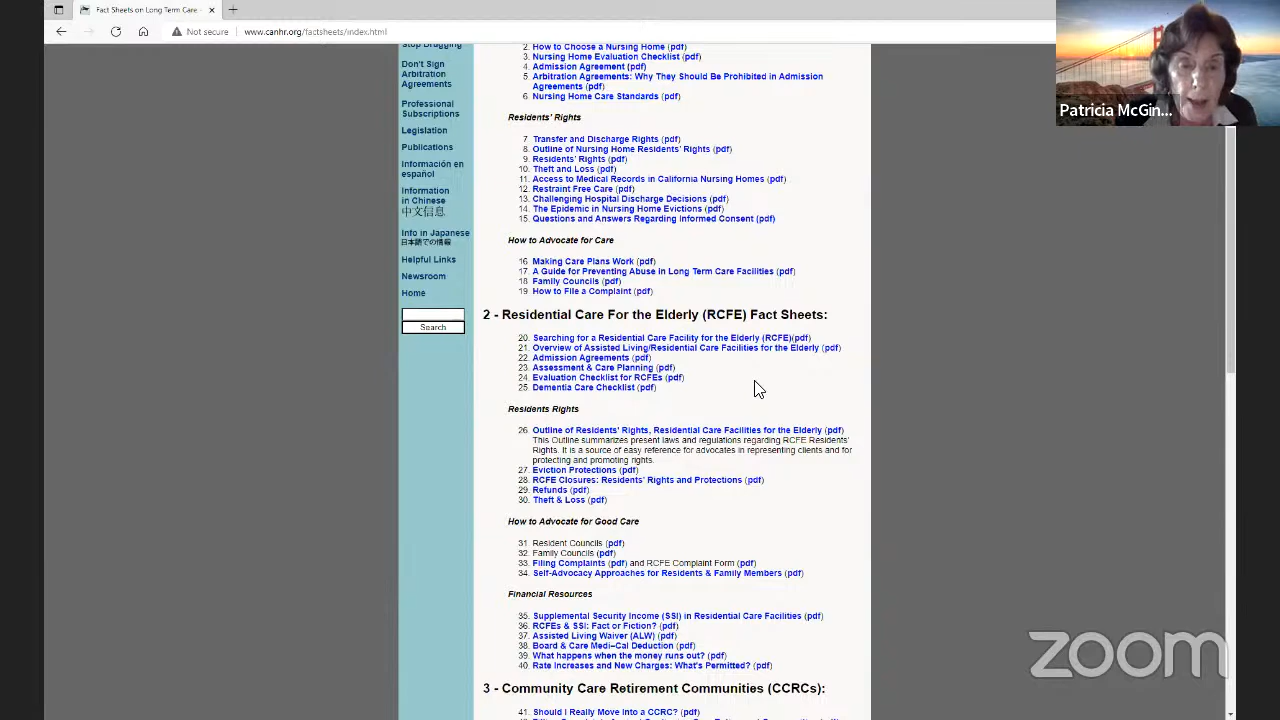 Fact Sheets on Long Term Care -
Not secure
www.canhr.org/factsheets/index.html
Patricia McGin...
Stop Drugging
Don't Sign
Arbitration
Agreements
Professional
Subscriptions
Legislation
Publications
Información en
español
Information
in Chinese
中文信息
Info in Japanese
日本語での情報
Helpful Links
Newsroom
Home
Search
2. How to Choose a Nursing Home (pdf)
3. Nursing Home Evaluation Checklist (pdf)
4. Admission Agreement (pdf)
5. Arbitration Agreements: Why They Should Be Prohibited in Admission
Agreements (pdf)
6. Nursing Home Care Standards (pdf)
Residents' Rights
7. Transfer and Discharge Rights (pdf)
8. Outline of Nursing Home Residents' Rights (pdf)
9. Residents' Rights (pdf)
10. Theft and Loss (pdf)
11. Access to Medical Records in California Nursing Homes (pdf)
12. Restraint Free Care (pdf)
13. Challenging Hospital Discharge Decisions (pdf)
14. The Epidemic in Nursing Home Evictions (pdf)
15. Questions and Answers Regarding Informed Consent (pdf)
How to Advocate for Care
16. Making Care Plans Work (pdf)
17. A Guide for Preventing Abuse in Long Term Care Facilities (pdf)
18. Family Councils (pdf)
19. How to File a Complaint (pdf)
2 - Residential Care For the Elderly (RCFE) Fact Sheets:
20. Searching for a Residential Care Facility for the Elderly (RCFE)(pdf)
21. Overview of Assisted Living/Residential Care Facilities for the Elderly (pdf)
22. Admission Agreements (pdf)
23. Assessment & Care Planning (pdf)
24. Evaluation Checklist for RCFEs (pdf)
25. Dementia Care Checklist (pdf)
Residents Rights
26. Outline of Residents' Rights, Residential Care Facilities for the Elderly (pdf)
This Outline summarizes present laws and regulations regarding RCFE Residents'
Rights. It is a source of easy reference for advocates in representing clients and for
protecting and promoting rights.
27. Eviction Protections (pdf)
28. RCFE Closures: Residents' Rights and Protections (pdf)
29. Refunds (pdf)
30. Theft & Loss (pdf)
How to Advocate for Good Care
31. Resident Councils (pdf)
32. Family Councils (pdf)
33. Filing Complaints (pdf) and RCFE Complaint Form (pdf)
34. Self-Advocacy Approaches for Residents & Family Members (pdf)
Financial Resources
35. Supplemental Security Income (SSI) in Residential Care Facilities (pdf)
36. RCFEs & SSI: Fact or Fiction? (pdf)
37. Assisted Living Waiver (ALW) (pdf)
38. Board & Care Medi–Cal Deduction (pdf)
39. What happens when the money runs out? (pdf)
40. Rate Increases and New Charges: What's Permitted? (pdf)
3 - Community Care Retirement Communities (CCRCs):
41. Should I Really Move Into a CCRC? (pdf)
zoom